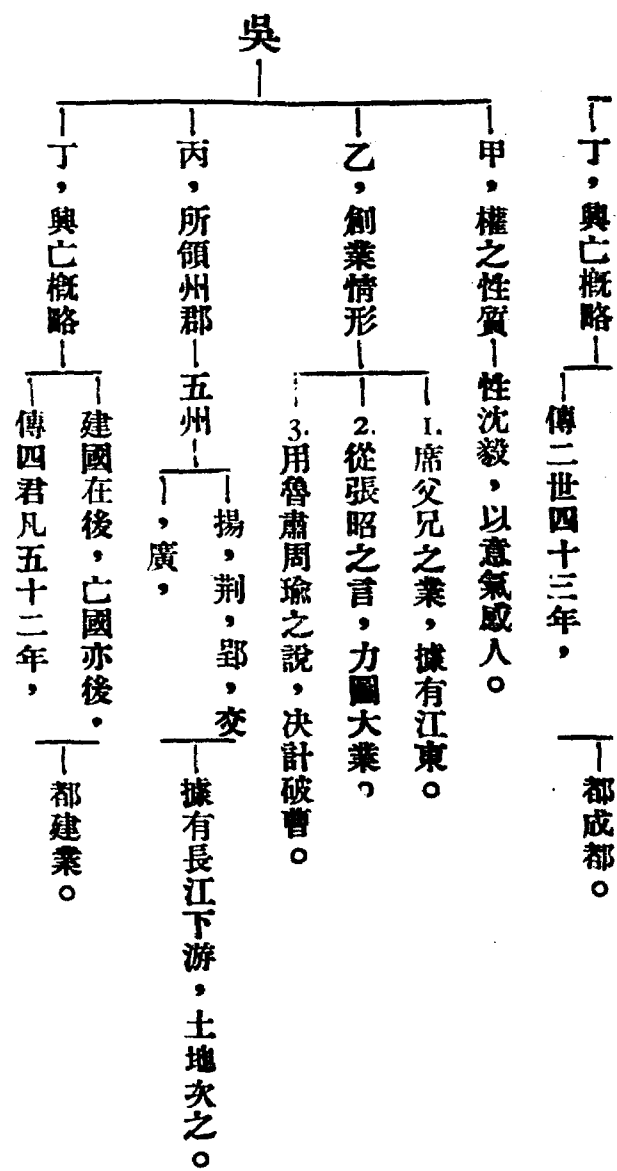 丁，興亡概略
傳二世四十三年，
都成都。
吳
甲，權之性質
性沈毅，以意氣感人。
乙，創業情形
1.席父兄之業，據有江東。
2.從張昭之言，力圖大業。
3.用魯肅周瑜之說，決計破曹。
丙，所領州郡
五州
揚，荆，郢，交
，廣，
據有長江下游，土地次之。
丁，興亡概略
建國在後，亡國亦後，
傳四君凡五十二年，
都建業。